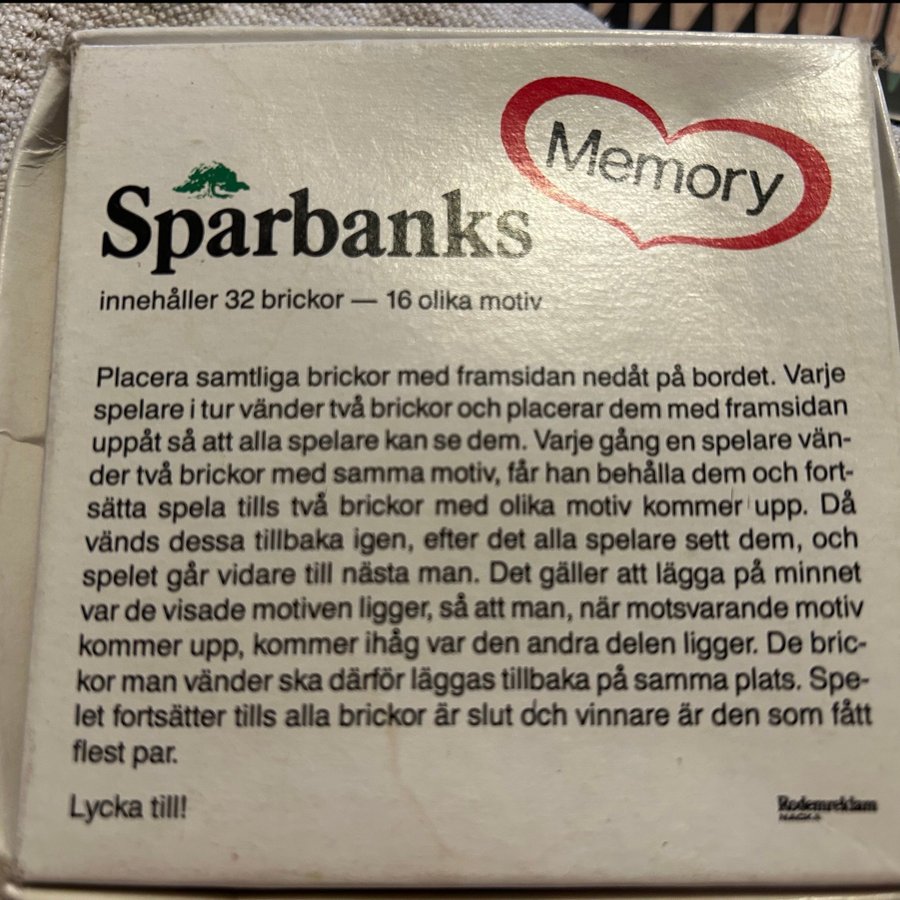 Memory
Sparbanks
innehåller 32 brickor — 16 olika motiv
Placera samtliga brickor med framsidan nedåt på bordet. Varje
spelare i tur vänder två brickor och placerar dem med framsidan
uppåt så att alla spelare kan se dem. Varje gång en spelare vän-
der två brickor med samma motiv, får han behålla dem och fort-
sätta spela tills två brickor med olika motiv kommer upp. Då
vänds dessa tillbaka igen, efter det alla spelare sett dem, och
spelet går vidare till nästa man. Det gäller att lägga på minnet
var de visade motiven ligger, så att man, när motsvarande motiv
kommer upp, kommer ihåg var den andra delen ligger. De bric-
kor man vänder ska därför läggas tillbaka på samma plats. Spe-
let fortsätter tills alla brickor är slut och vinnare är den som fått
flest par.
Lycka till!
Rodemreklam
NACKA